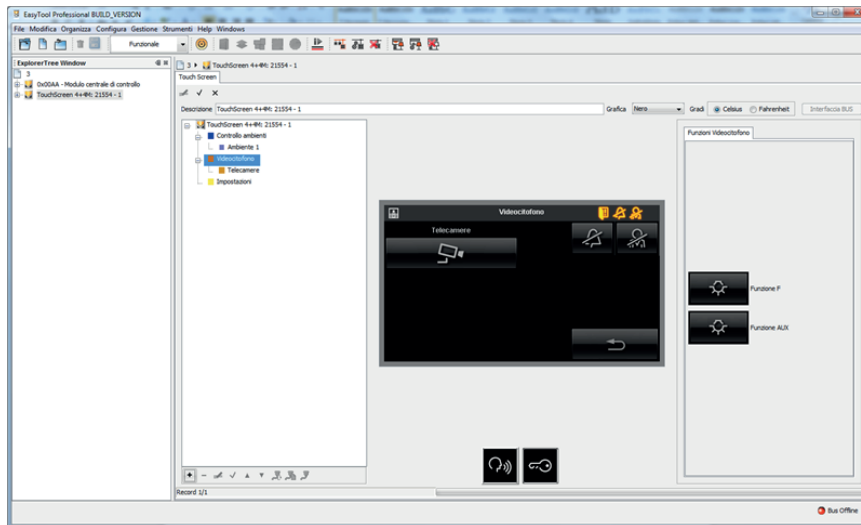 EasyTool Professional BUILD_VERSION
File Modifica Organizza Configura Gestione Strumenti Help Windows
Funzionale
ExplorerTree Window
3
0x00AA - Modulo centrale di controllo
TouchScreen 4+4M: 21554 - 1
3 TouchScreen 4+4M: 21554 - 1
Touch Screen
Descrizione TouchScreen 4+4M: 21554 - 1 Grafica Nero Gradi Celsius Fahrenheit Interfaccia BUS
TouchScreen 4+4M: 21554 - 1
Controllo ambienti
Ambiente 1
Videocitofono
Telecamere
Impostazioni
Videocitofono
Telecamere
Funzioni Videocitofono
Funzione F
Funzione AUX
Record 1/1
Bus Offline